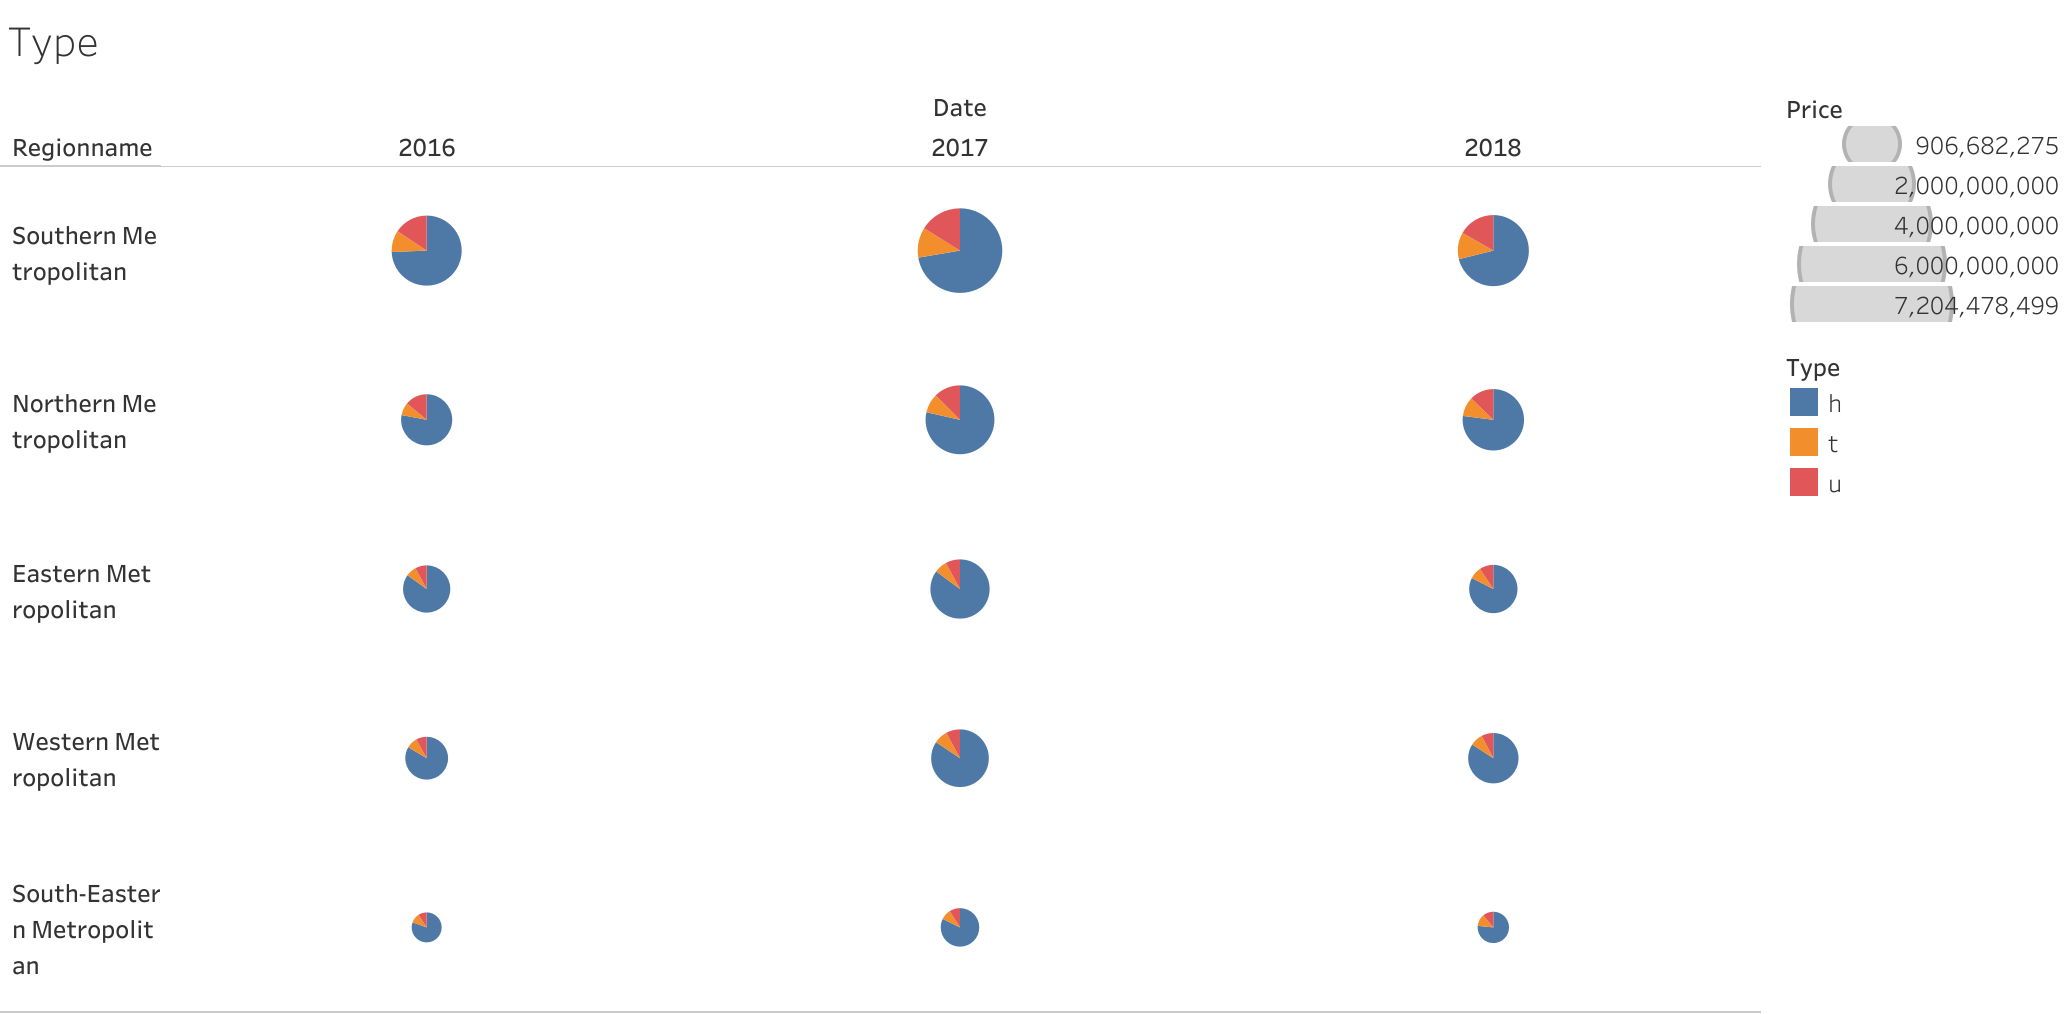 Type
Date
Regionname 2016 2017 2018
Southern Me
tropolitan
Northern Me
tropolitan
Eastern Met
ropolitan
Western Met
ropolitan
South-Easter
n Metropolit
an
Price
906,682,275
2,000,000,000
4,000,000,000
6,000,000,000
7,204,478,499
Type
h
t
u